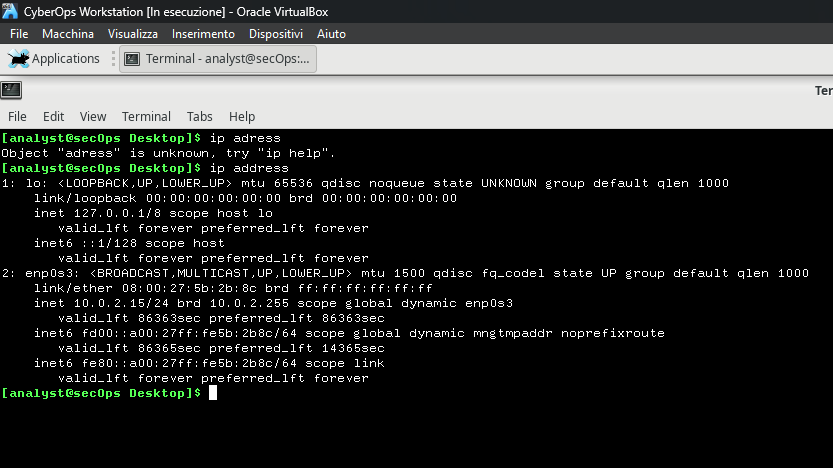 CyberOps Workstation [In esecuzione] - Oracle VirtualBox
File Macchina Visualizza Inserimento Dispositivi Aiuto
Applications Terminal - analyst@secOps:...
Ter
File Edit View Terminal Tabs Help
[analyst@secOps Desktop]$ ip adress
Object "adress" is unknown, try "ip help".
[analyst@secOps Desktop]$ ip address
1: lo: <LOOPBACK,UP,LOWER_UP> mtu 65536 qdisc noqueue state UNKNOWN group default qlen 1000
    link/loopback 00:00:00:00:00:00 brd 00:00:00:00:00:00
    inet 127.0.0.1/8 scope host lo
       valid_lft forever preferred_lft forever
    inet6 ::1/128 scope host
       valid_lft forever preferred_lft forever
2: enp0s3: <BROADCAST,MULTICAST,UP,LOWER_UP> mtu 1500 qdisc fq_codel state UP group default qlen 1000
    link/ether 08:00:27:5b:2b:8c brd ff:ff:ff:ff:ff:ff
    inet 10.0.2.15/24 brd 10.0.2.255 scope global dynamic enp0s3
       valid_lft 86363sec preferred_lft 86363sec
    inet6 fd00::a00:27ff:fe5b:2b8c/64 scope global dynamic mngtmpaddr noprefixroute
       valid_lft 86365sec preferred_lft 14365sec
    inet6 fe80::a00:27ff:fe5b:2b8c/64 scope link
       valid_lft forever preferred_lft forever
[analyst@secOps Desktop]$